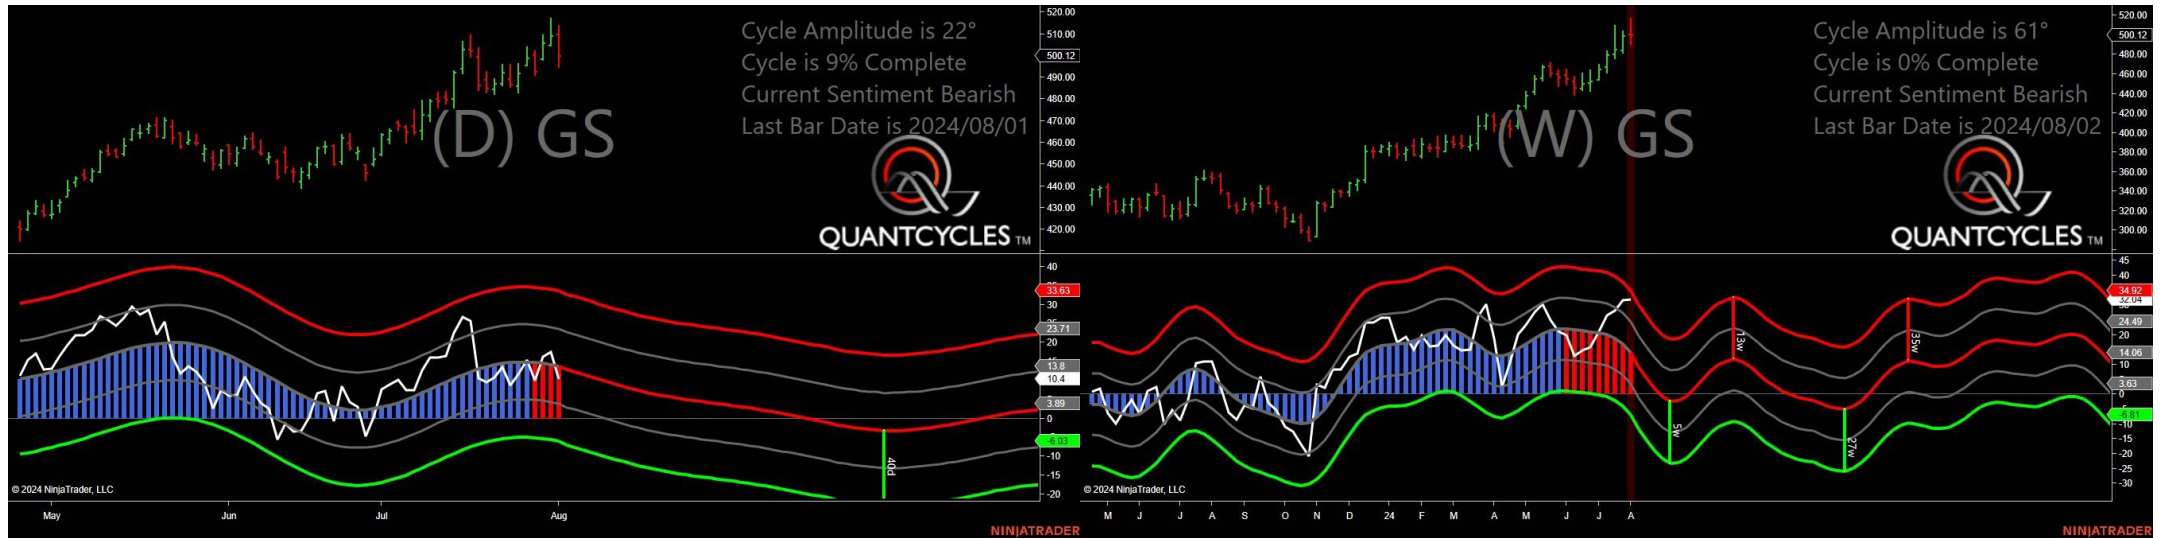 Cycle Amplitude is 22°
Cycle is 9% Complete
Current Sentiment Bearish
Last Bar Date is 2024/08/01
(D) GS
QUANTCYCLES TM
520.00
510.00
500.12
490.00
480.00
470.00
460.00
450.00
440.00
430.00
420.00
40
33.63
30
23.71
20
13.8
10.4
3.89
0
-6.03
-10
-15
-20
40d
© 2024 NinjaTrader, LLC
May Jun Jul Aug
NINJATRADER
Cycle Amplitude is 61°
Cycle is 0% Complete
Current Sentiment Bearish
Last Bar Date is 2024/08/02
(W) GS
QUANTCYCLES TM
520.00
500.12
480.00
460.00
440.00
420.00
400.00
380.00
360.00
340.00
320.00
300.00
45
40
34.92
32.04
24.49
20
14.06
10
3.63
0
-6.81
-10
-15
-20
-25
-30
5w
13w
27w
35w
© 2024 NinjaTrader, LLC
M J J A S O N D 24 F M A M J J A
NINJATRADER